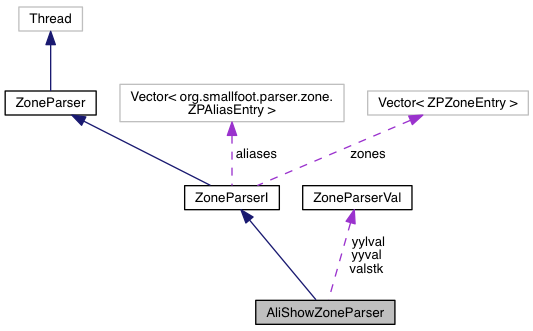 Thread
ZoneParser
Vector< org.smallfoot.parser.zone.
ZPAliasEntry >
Vector< ZPZoneEntry >
aliases
zones
ZoneParserI
ZoneParserVal
yylval
yyval
valstk
AliShowZoneParser